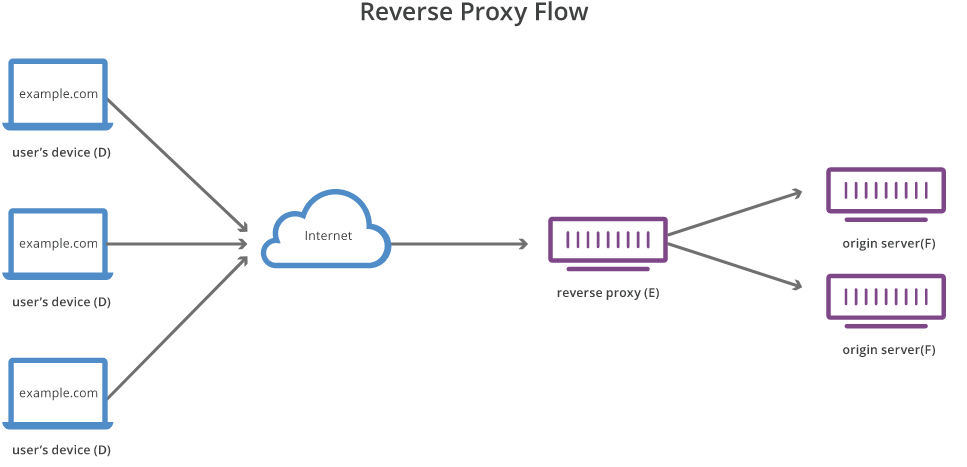 Reverse Proxy Flow
example.com
user's device (D)
example.com
user's device (D)
example.com
user's device (D)
Internet
reverse proxy (E)
origin server(F)
origin server(F)